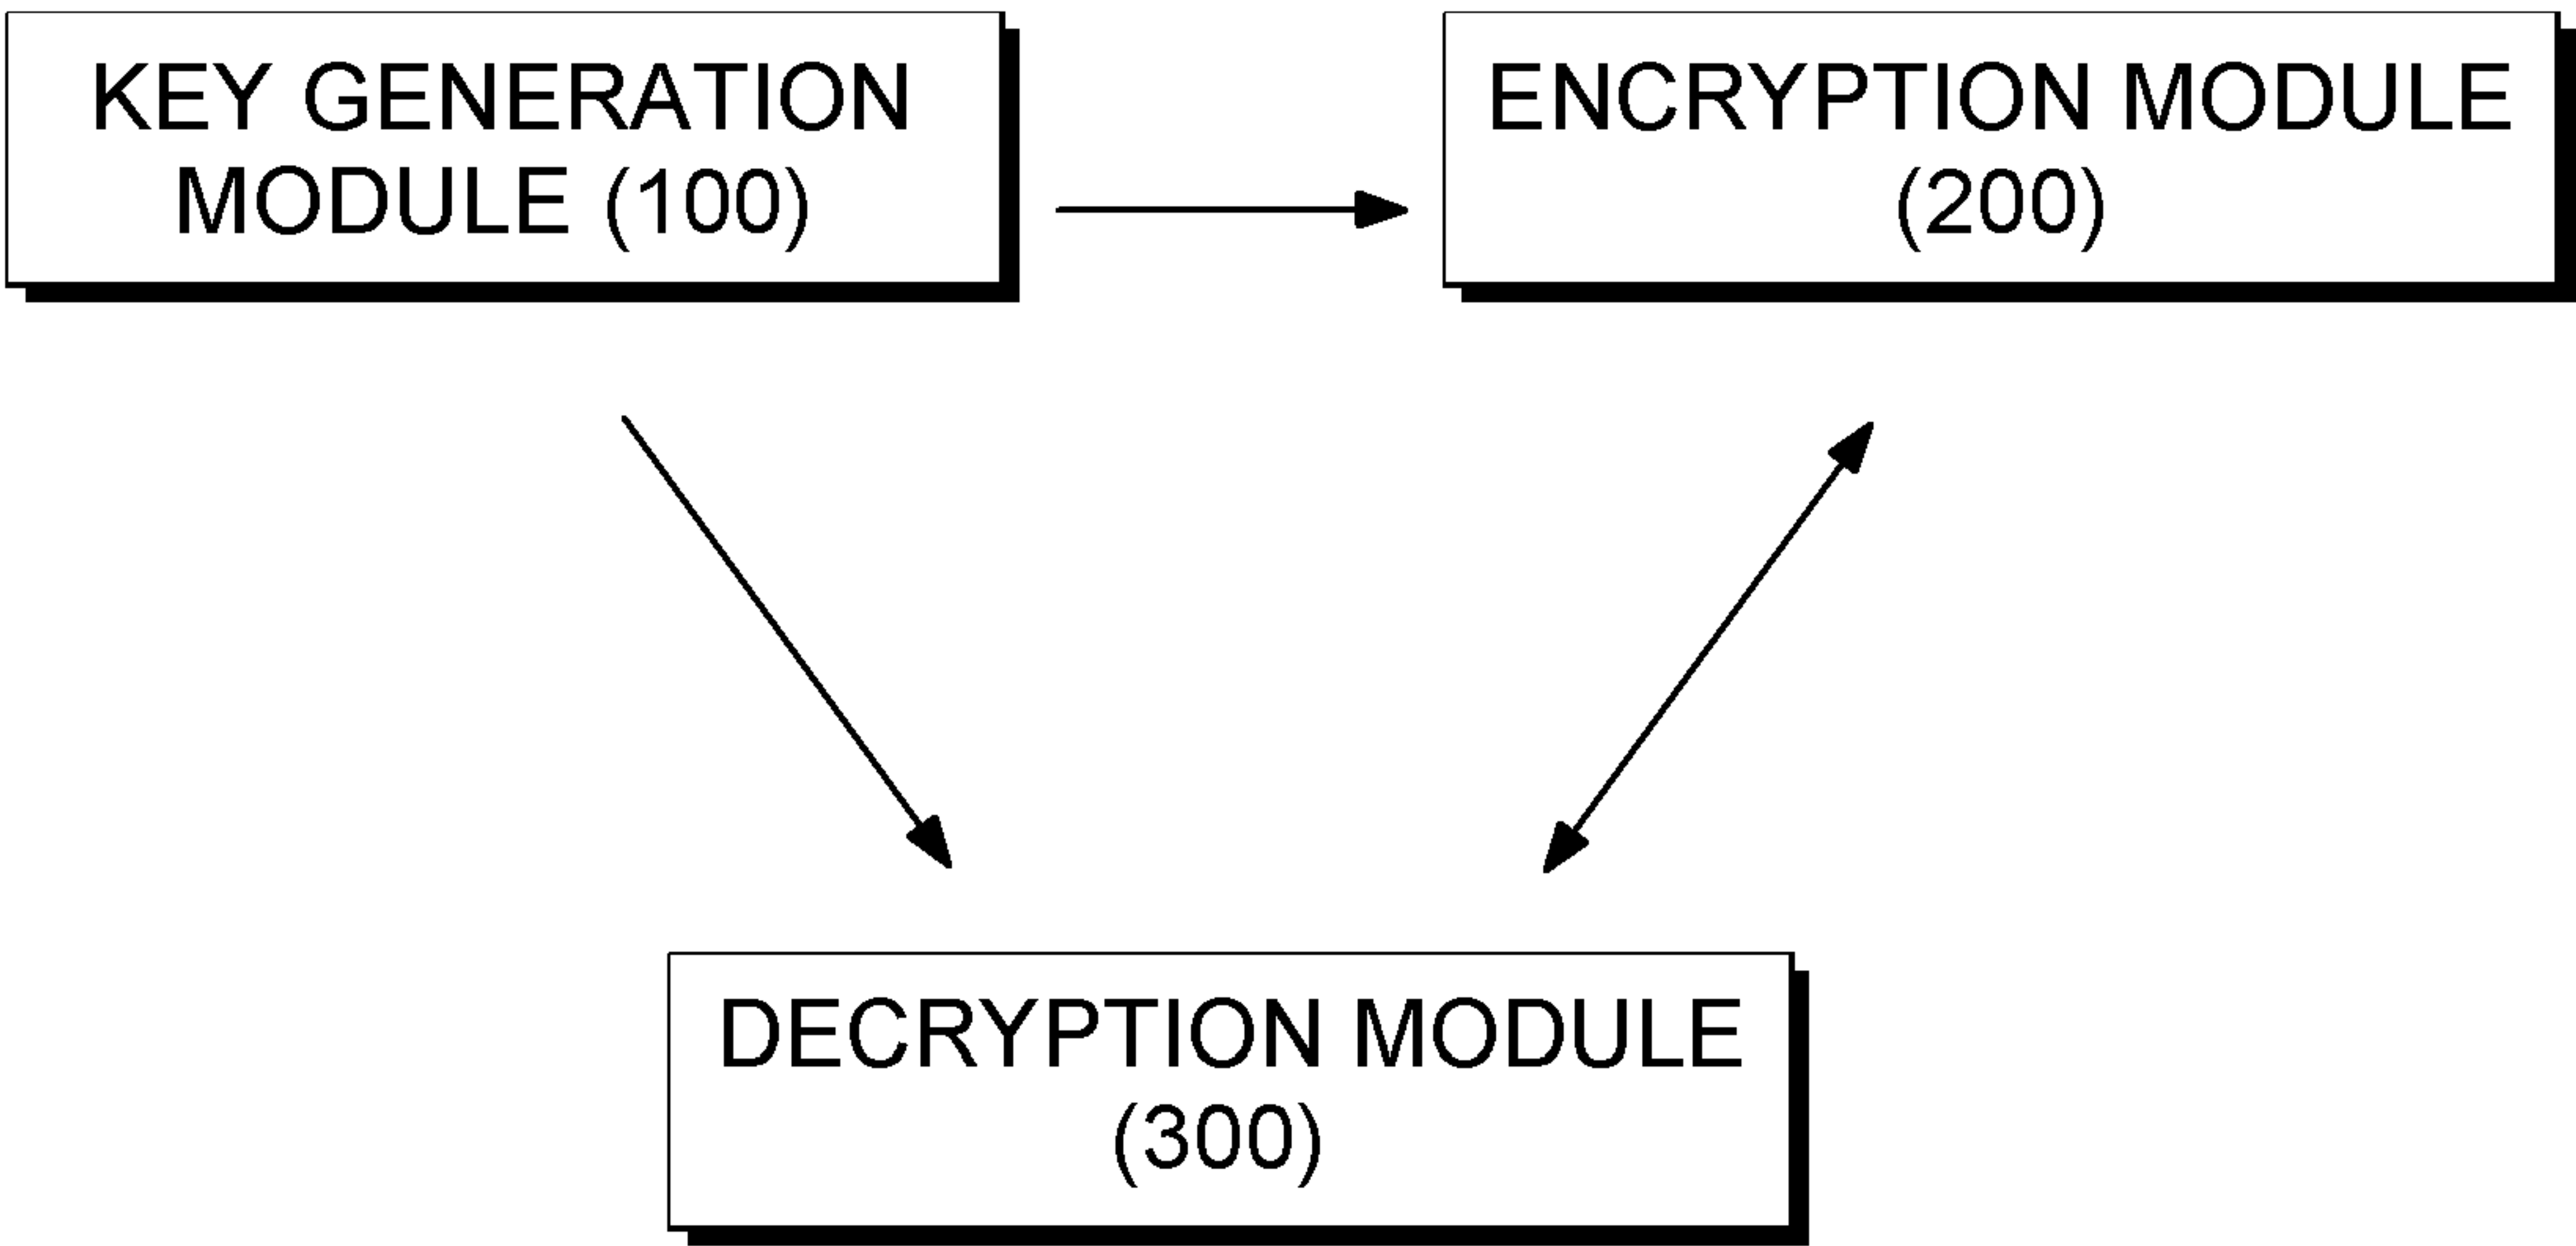 KEY GENERATION
MODULE (100)
ENCRYPTION MODULE
(200)
DECRYPTION MODULE
(300)